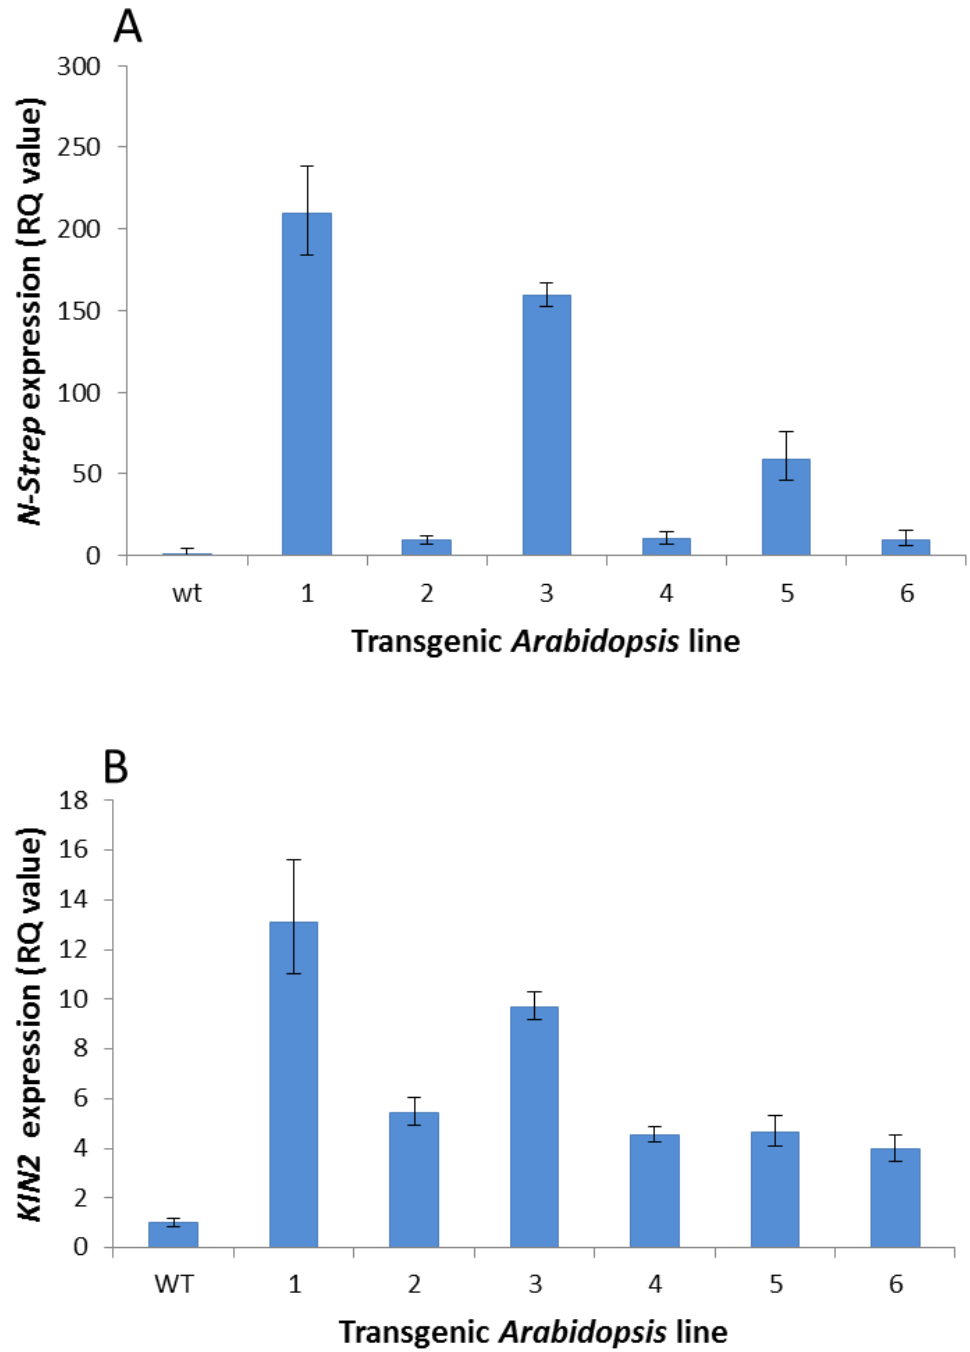 A
300
250
200
150
100
50
0
N-Strep expression (RQ value)
wt 1 2 3 4 5 6
Transgenic Arabidopsis line
B
18
16
14
12
10
8
6
4
2
0
KIN2 expression (RQ value)
WT 1 2 3 4 5 6
Transgenic Arabidopsis line